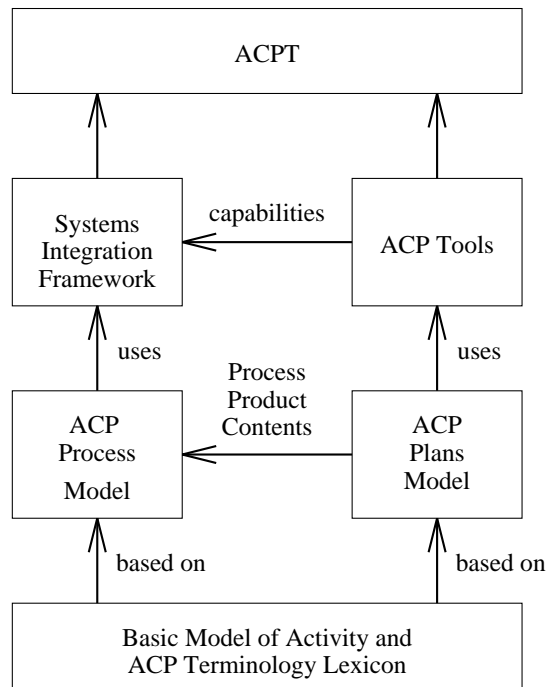 ACPT
Systems
Integration
Framework
capabilities
ACP Tools
uses
uses
ACP
Process
Model
Process
Product
Contents
ACP
Plans
Model
based on
based on
Basic Model of Activity and
ACP Terminology Lexicon